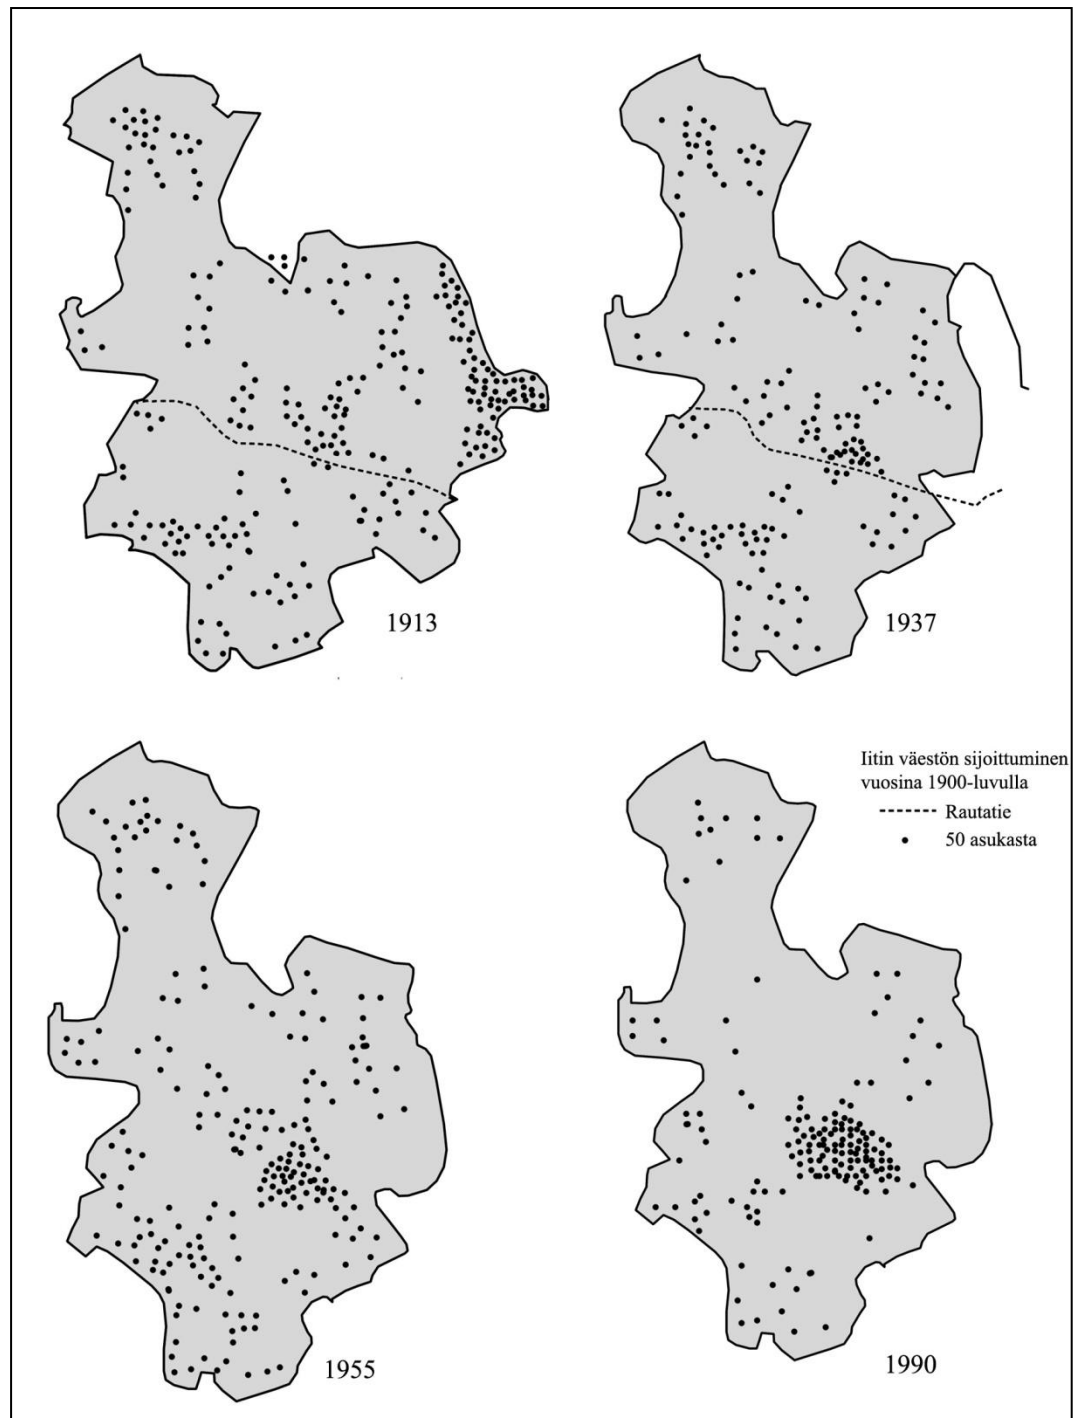 1913
1937
Iitin väestön sijoittuminen
vuosina 1900-luvulla
Rautatie
50 asukasta
1955
1990